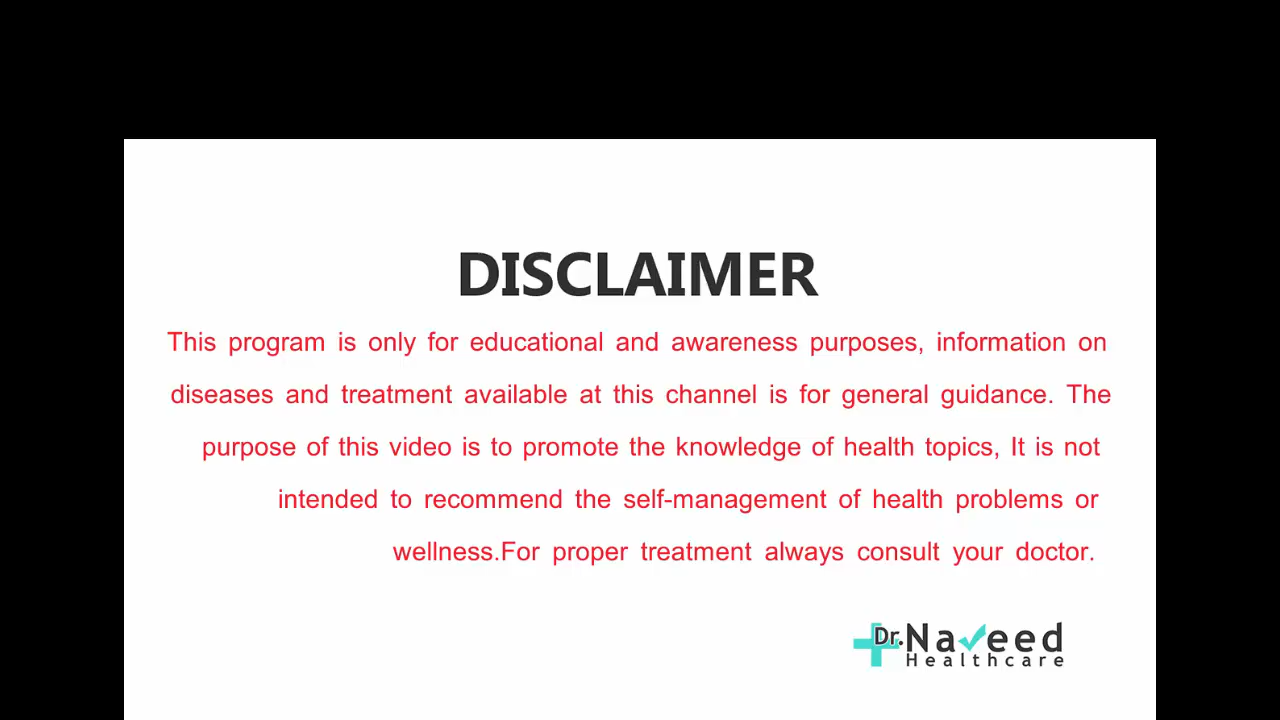 DISCLAIMER
This program is only for educational and awareness purposes, information on
diseases and treatment available at this channel is for general guidance. The
purpose of this video is to promote the knowledge of health topics, It is not
intended to recommend the self-management of health problems or
wellness.For proper treatment always consult your doctor.
Dr.Naveed
Healthcare